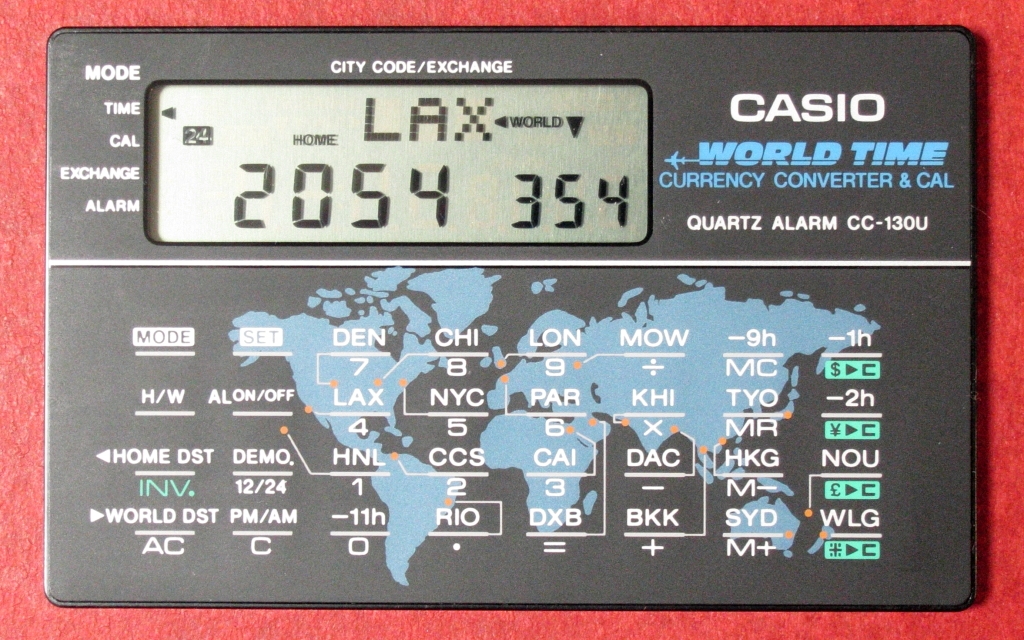 CITY CODE/EXCHANGE
MODE
TIME
CAL
EXCHANGE
ALARM
LAX ◄WORLD ▼
24 HOME
2054 354
CASIO
WORLD TIME
CURRENCY CONVERTER & CAL
QUARTZ ALARM CC-130U
MODE SET DEN CHI LON MOW -9h -1h
7 8 9 ÷ MC $►⊏
H/W AL ON/OFF LAX NYC PAR KHI TYO -2h
4 5 6 × MR ¥►⊏
◄HOME DST DEMO. HNL CCS CAI DAC HKG NOU
INV. 12/24 1 2 3 − M− £►⊏
►WORLD DST PM/AM -11h RIO DXB BKK SYD WLG
AC C 0 · = + M+ ⁜►⊏